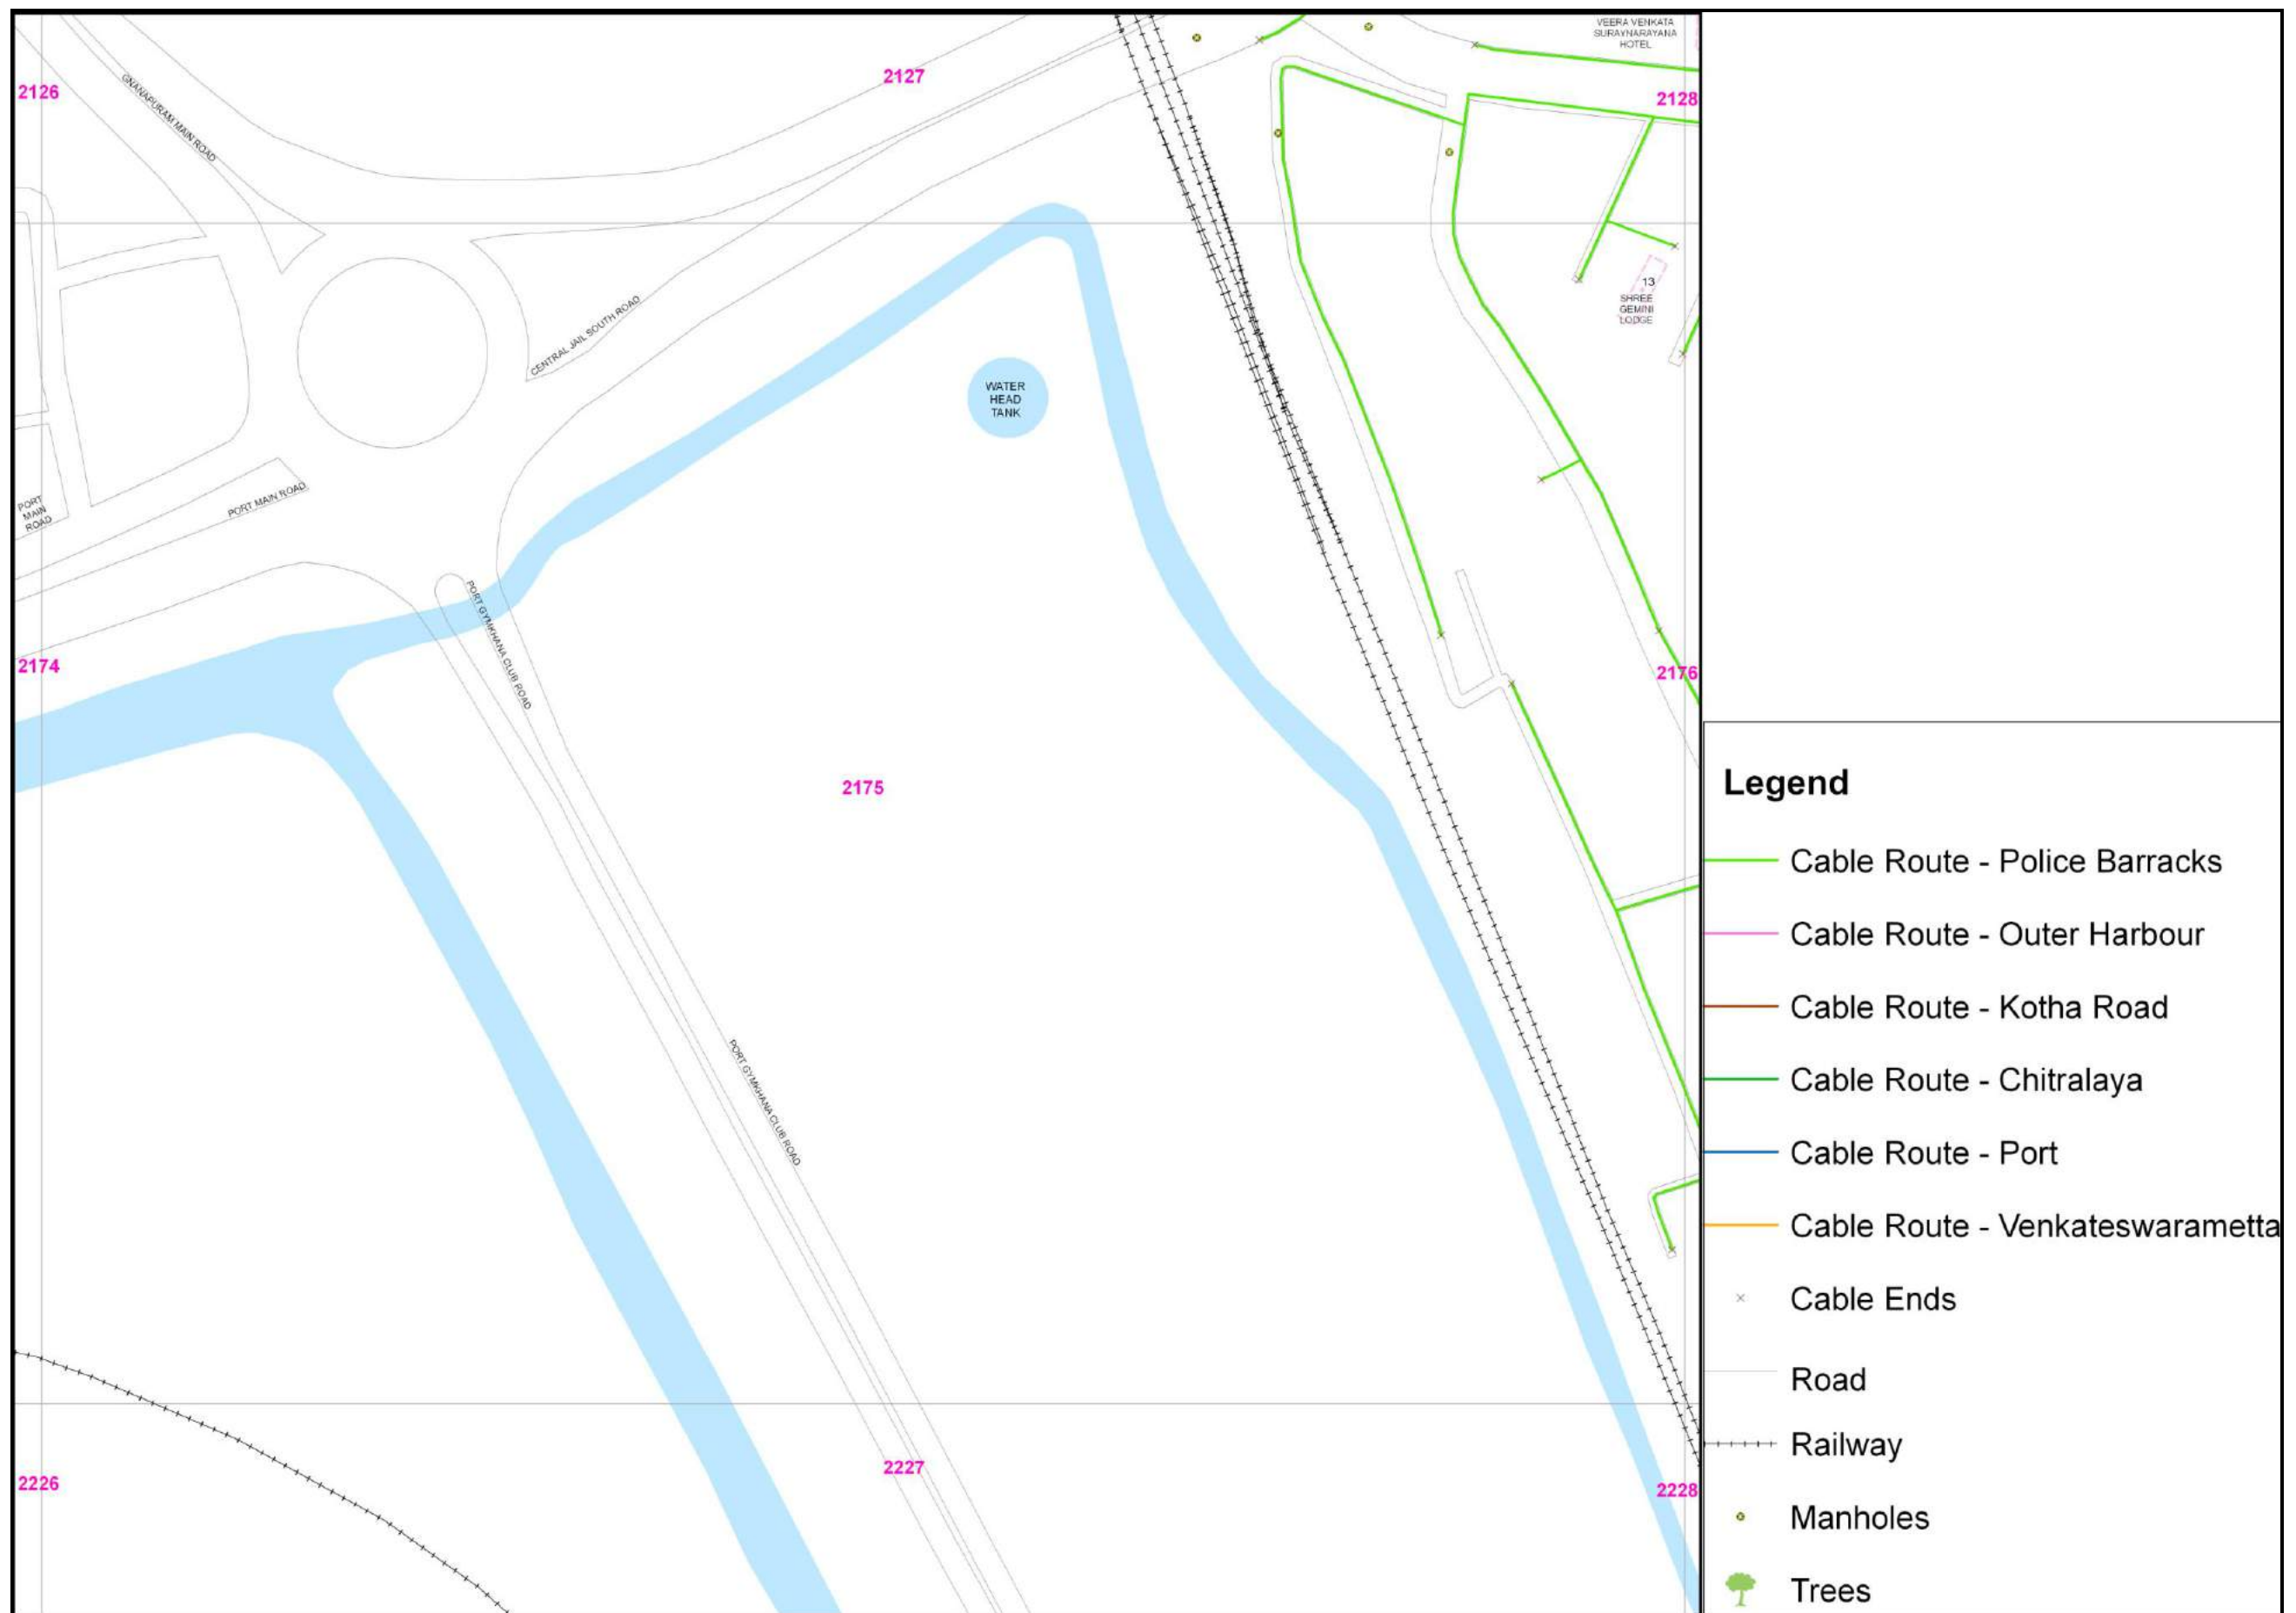 VEERA VENKATA
SURAYNARAYANA
HOTEL
2126
GNANAPURAM MAIN ROAD
2127
2128
13
SHREE
GEMINI
LODGE
CENTRAL JAIL SOUTH ROAD
WATER
HEAD
TANK
PORT
MAIN
ROAD
PORT MAIN ROAD
PORT GYMKHANA CLUB ROAD
2174
2176
2175
PORT GYMKHANA CLUB ROAD
2226
2227
2228
Legend
Cable Route - Police Barracks
Cable Route - Outer Harbour
Cable Route - Kotha Road
Cable Route - Chitralaya
Cable Route - Port
Cable Route - Venkateswarametta
Cable Ends
Road
Railway
Manholes
Trees